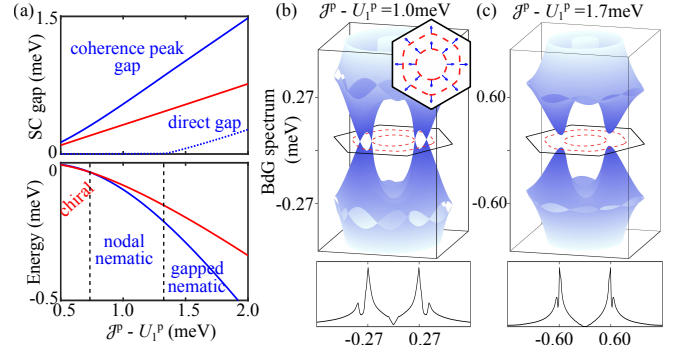 (a)
1.5
coherence peak
gap
direct gap
0
SC gap (meV)
0
chiral
nodal
nematic
gapped
nematic
-0.5
Energy (meV)
0.5 1.0 1.5 2.0
𝒥ᵖ - U₁ᵖ (meV)
(b) 𝒥ᵖ - U₁ᵖ =1.0meV
0.27
-0.27
BdG spectrum
(meV)
-0.27 0.27
(c) 𝒥ᵖ - U₁ᵖ =1.7meV
0.60
-0.60
-0.60 0.60